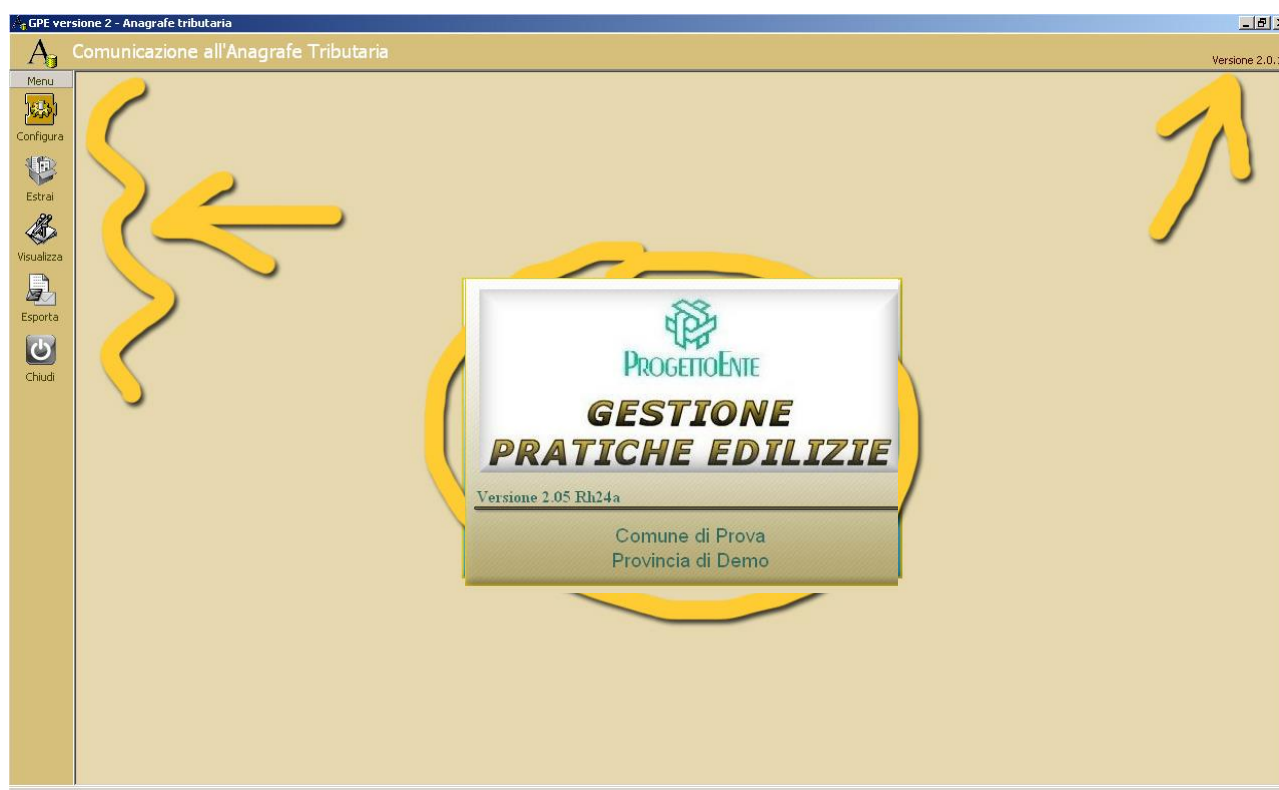 GPE versione 2 - Anagrafe tributaria
Comunicazione all'Anagrafe Tributaria
Versione 2.0.
Menu
Configura
Estrai
Visualizza
Esporta
Chiudi
PROGETTOENTE
GESTIONE
PRATICHE EDILIZIE
Versione 2.05 Rh24a
Comune di Prova
Provincia di Demo